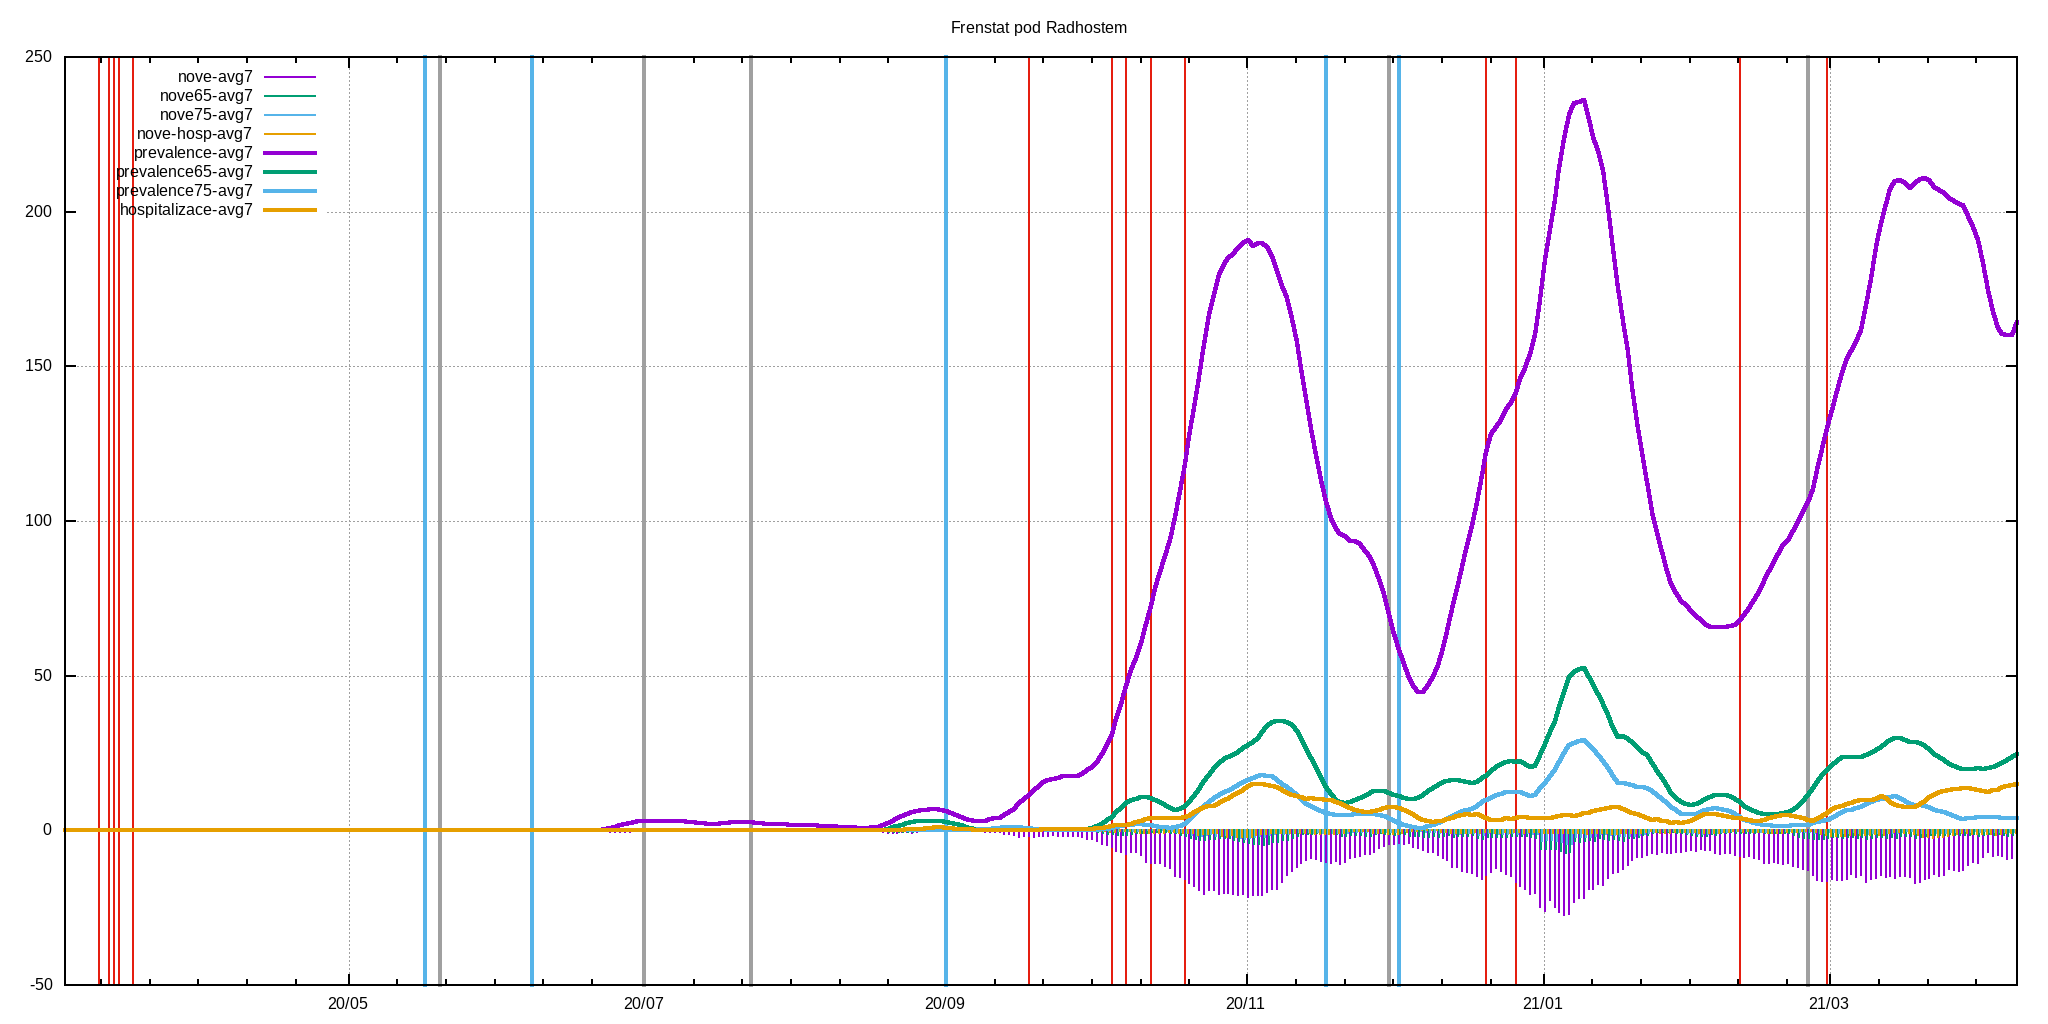 Frenstat pod Radhostem
250
nove-avg7
nove65-avg7
nove75-avg7
nove-hosp-avg7
prevalence-avg7
prevalence65-avg7
prevalence75-avg7
hospitalizace-avg7
200
150
100
50
0
-50
20/05 20/07 20/09 20/11 21/01 21/03